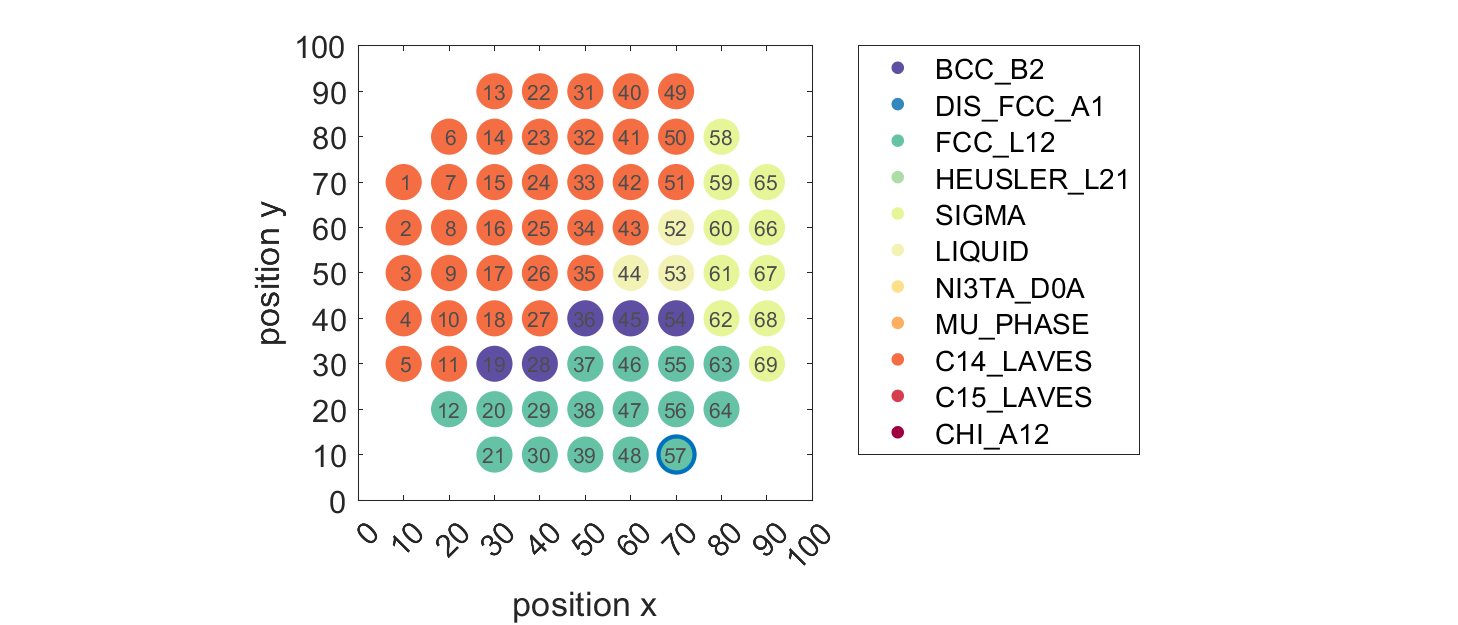 100
90 13 22 31 40 49
80 6 14 23 32 41 50 58
70 1 7 15 24 33 42 51 59 65
60 2 8 16 25 34 43 52 60 66
50 3 9 17 26 35 44 53 61 67
40 4 10 18 27 36 45 54 62 68
30 5 11 19 28 37 46 55 63 69
20 12 20 29 38 47 56 64
10 21 30 39 48 57
0
0 10 20 30 40 50 60 70 80 90 100
position x
position y
BCC_B2
DIS_FCC_A1
FCC_L12
HEUSLER_L21
SIGMA
LIQUID
NI3TA_D0A
MU_PHASE
C14_LAVES
C15_LAVES
CHI_A12